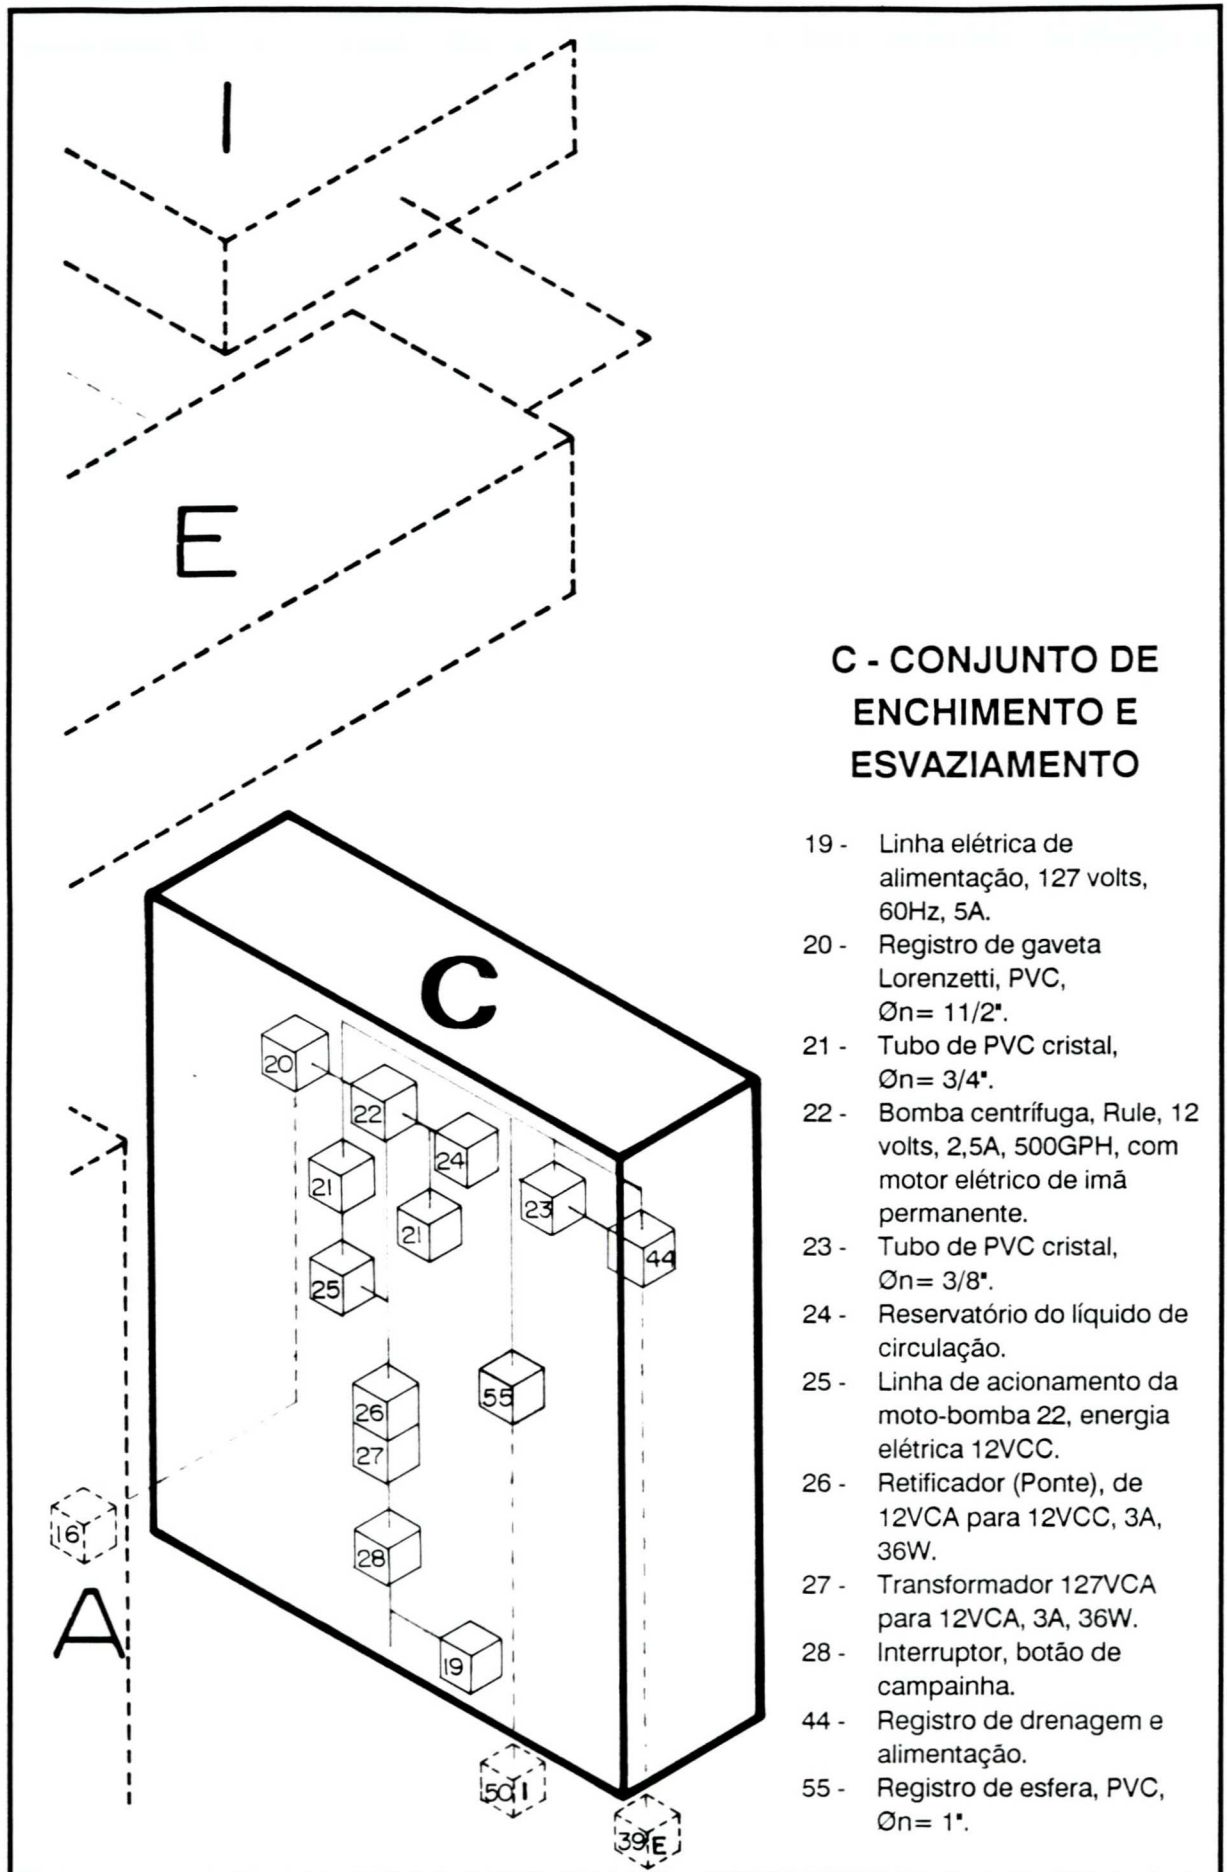 I
E
C - CONJUNTO DE
ENCHIMENTO E
ESVAZIAMENTO
19 - Linha elétrica de
alimentação, 127 volts,
60Hz, 5A.
20 - Registro de gaveta
Lorenzetti, PVC,
Øn= 11/2".
21 - Tubo de PVC cristal,
Øn= 3/4".
22 - Bomba centrífuga, Rule, 12
volts, 2,5A, 500GPH, com
motor elétrico de imã
permanente.
23 - Tubo de PVC cristal,
Øn= 3/8".
24 - Reservatório do líquido de
circulação.
25 - Linha de acionamento da
moto-bomba 22, energia
elétrica 12VCC.
26 - Retificador (Ponte), de
12VCA para 12VCC, 3A,
36W.
27 - Transformador 127VCA
para 12VCA, 3A, 36W.
28 - Interruptor, botão de
campainha.
44 - Registro de drenagem e
alimentação.
55 - Registro de esfera, PVC,
Øn= 1".
C
20
22
24
21
23
21
44
25
55
26
27
16
28
A
19
50 I
39 E